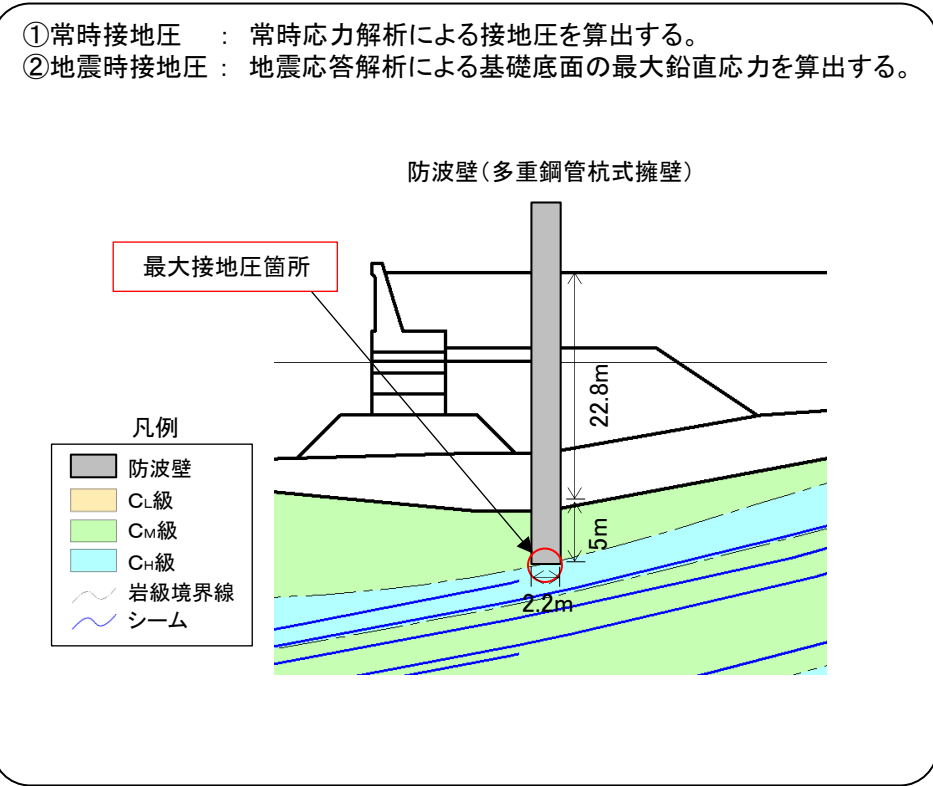 ①常時接地圧 : 常時応力解析による接地圧を算出する。
②地震時接地圧 : 地震応答解析による基礎底面の最大鉛直応力を算出する。
防波壁(多重鋼管杭式擁壁)
最大接地圧箇所
22.8m
5m
2.2m
凡例
防波壁
CL級
CM級
CH級
岩級境界線
シーム